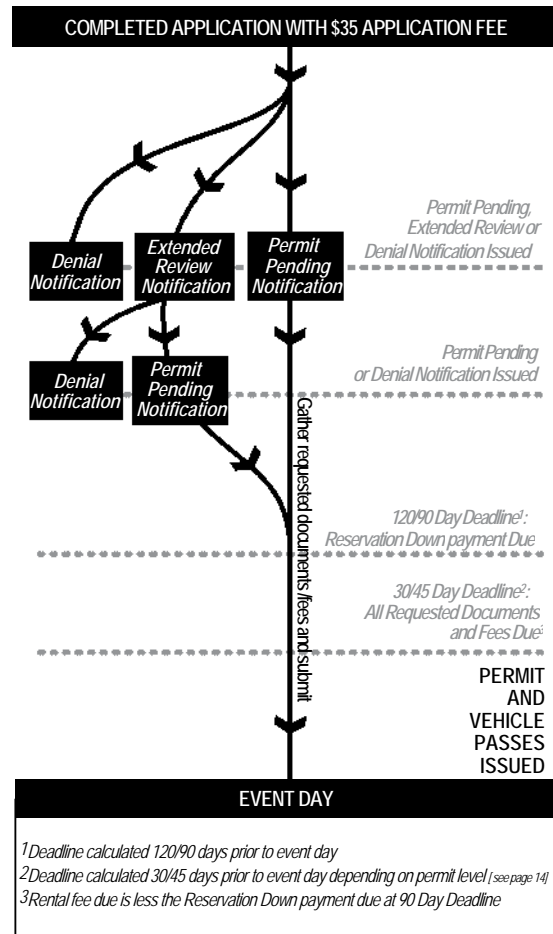 COMPLETED APPLICATION WITH $35 APPLICATION FEE
Permit Pending,
Extended Review or
Denial Notification Issued
Denial
Notification
Extended
Review
Notification
Permit
Pending
Notification
Permit Pending
or Denial Notification Issued
Denial
Notification
Permit
Pending
Notification
Gather requested documents /fees and submit
120/90 Day Deadline1:
Reservation Down payment Due
30/45 Day Deadline2:
All Requested Documents
and Fees Due3
PERMIT
AND
VEHICLE
PASSES
ISSUED
EVENT DAY
1Deadline calculated 120/90 days prior to event day
2Deadline calculated 30/45 days prior to event day depending on permit level [see page 14]
3Rental fee due is less the Reservation Down payment due at 90 Day Deadline